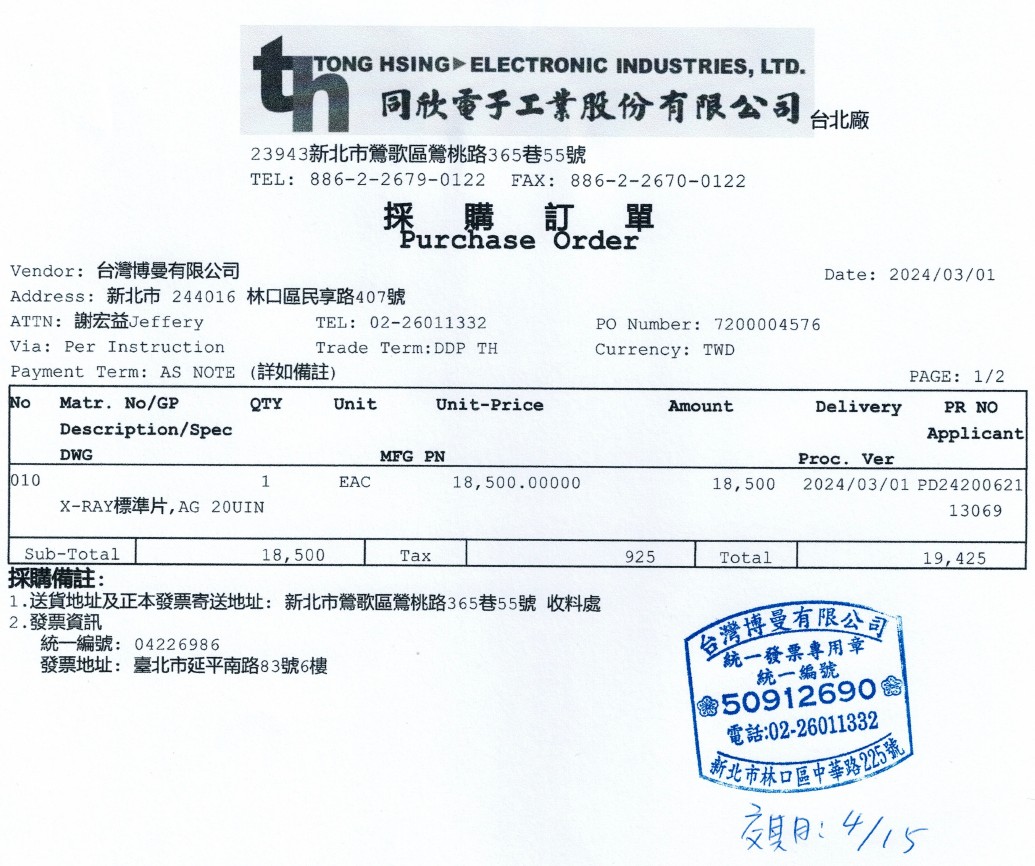 th TONG HSING▶ELECTRONIC INDUSTRIES, LTD.
同欣電子工業股份有限公司 台北廠
23943新北市鶯歌區鶯桃路365巷55號
TEL: 886-2-2679-0122 FAX: 886-2-2670-0122
採購訂單
Purchase Order
Vendor: 台灣博曼有限公司 Date: 2024/03/01
Address: 新北市 244016 林口區民享路407號
ATTN: 謝宏益Jeffery TEL: 02-26011332 PO Number: 7200004576
Via: Per Instruction Trade Term:DDP TH Currency: TWD
Payment Term: AS NOTE (詳如備註) PAGE: 1/2
No Matr. No/GP QTY Unit Unit-Price Amount Delivery PR NO
Description/Spec Applicant
DWG MFG PN Proc. Ver
010 1 EAC 18,500.00000 18,500 2024/03/01 PD24200621
X-RAY標準片,AG 20UIN 13069
Sub-Total 18,500 Tax 925 Total 19,425
採購備註:
1.送貨地址及正本發票寄送地址: 新北市鶯歌區鶯桃路365巷55號 收料處
2.發票資訊
統一編號: 04226986
發票地址: 臺北市延平南路83號6樓
台灣博曼有限公司
統一發票專用章
統一編號
50912690
電話:02-26011332
新北市林口區中華路225號
交期: 4/15